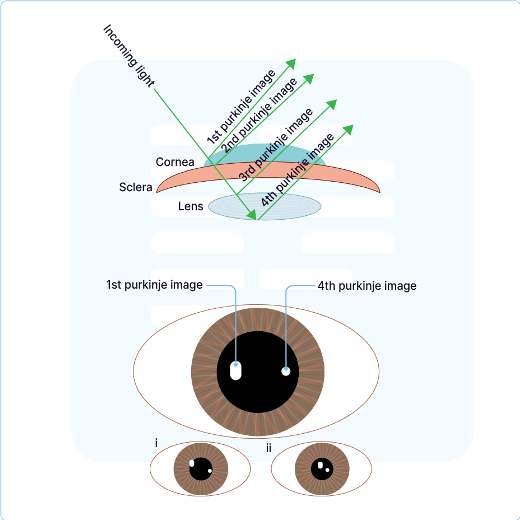 Incoming light
1st purkinje image
2nd purkinje image
3rd purkinje image
4th purkinje image
Cornea
Sclera
Lens
1st purkinje image
4th purkinje image
i
ii